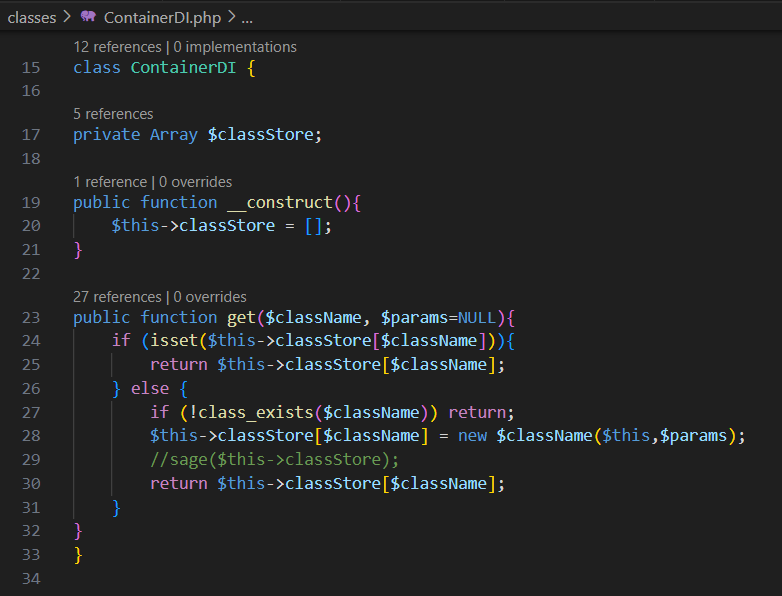 classes > ContainerDI.php > ...
12 references | 0 implementations
15 class ContainerDI {
16
5 references
17 private Array $classStore;
18
1 reference | 0 overrides
19 public function __construct(){
20     $this->classStore = [];
21 }
22
27 references | 0 overrides
23 public function get($className, $params=NULL){
24     if (isset($this->classStore[$className])){
25         return $this->classStore[$className];
26     } else {
27         if (!class_exists($className)) return;
28         $this->classStore[$className] = new $className($this,$params);
29         //sage($this->classStore);
30         return $this->classStore[$className];
31     }
32 }
33 }
34